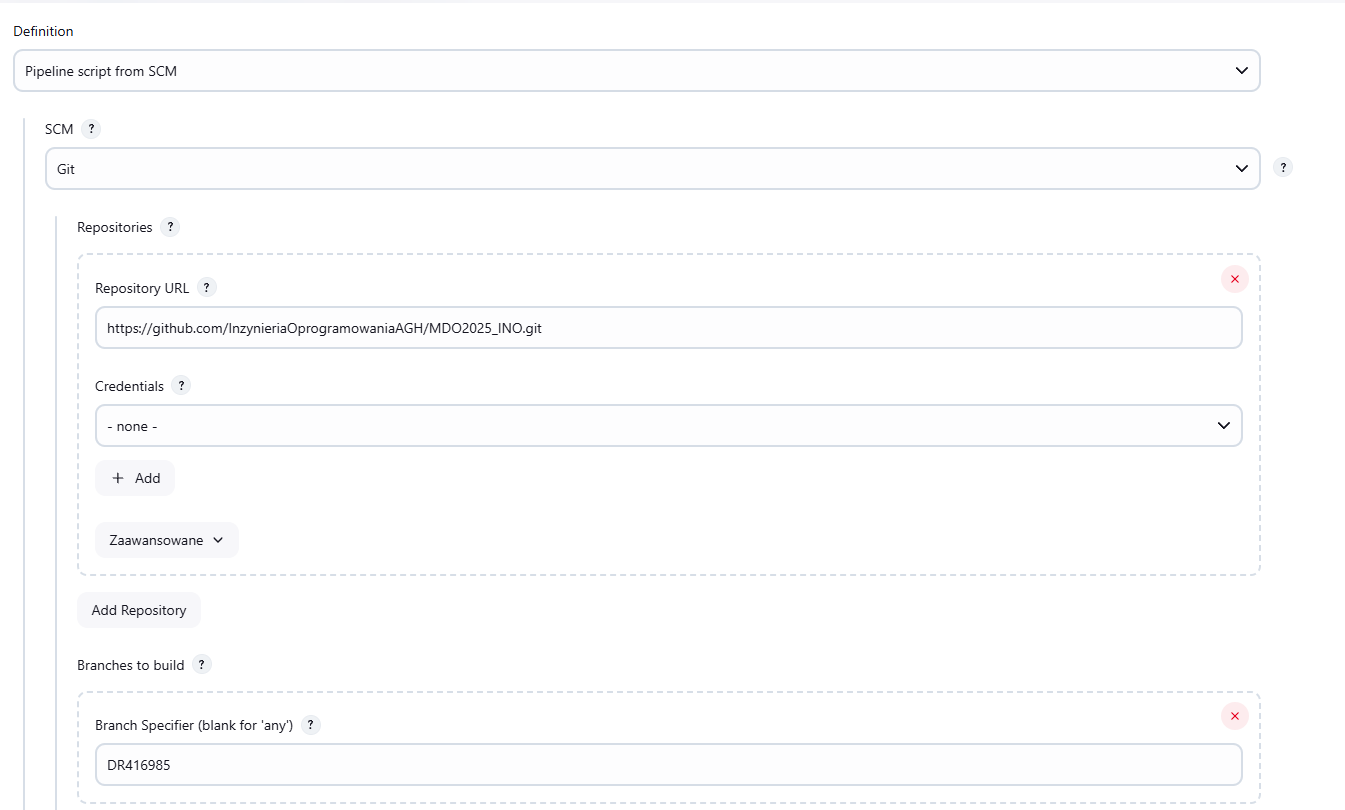 Definition
Pipeline script from SCM
SCM ?
Git
?
Repositories ?
Repository URL ?
https://github.com/InzynieriaOprogramowaniaAGH/MDO2025_INO.git
Credentials ?
- none -
+ Add
Zaawansowane
Add Repository
Branches to build ?
Branch Specifier (blank for 'any') ?
DR416985